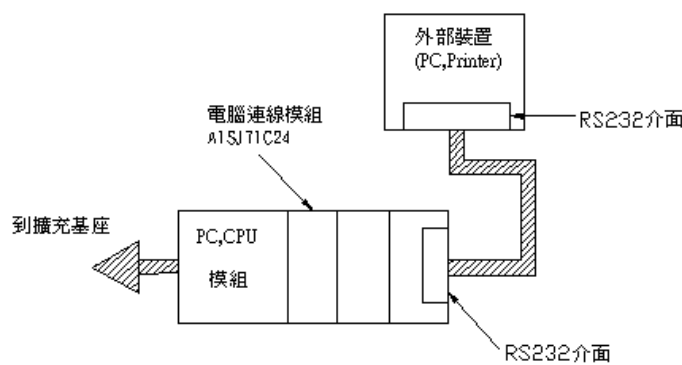 外部裝置
(PC,Printer)
RS232介面
電腦連線模組
A1SJ71C24
到擴充基座
PC,CPU
模組
RS232介面